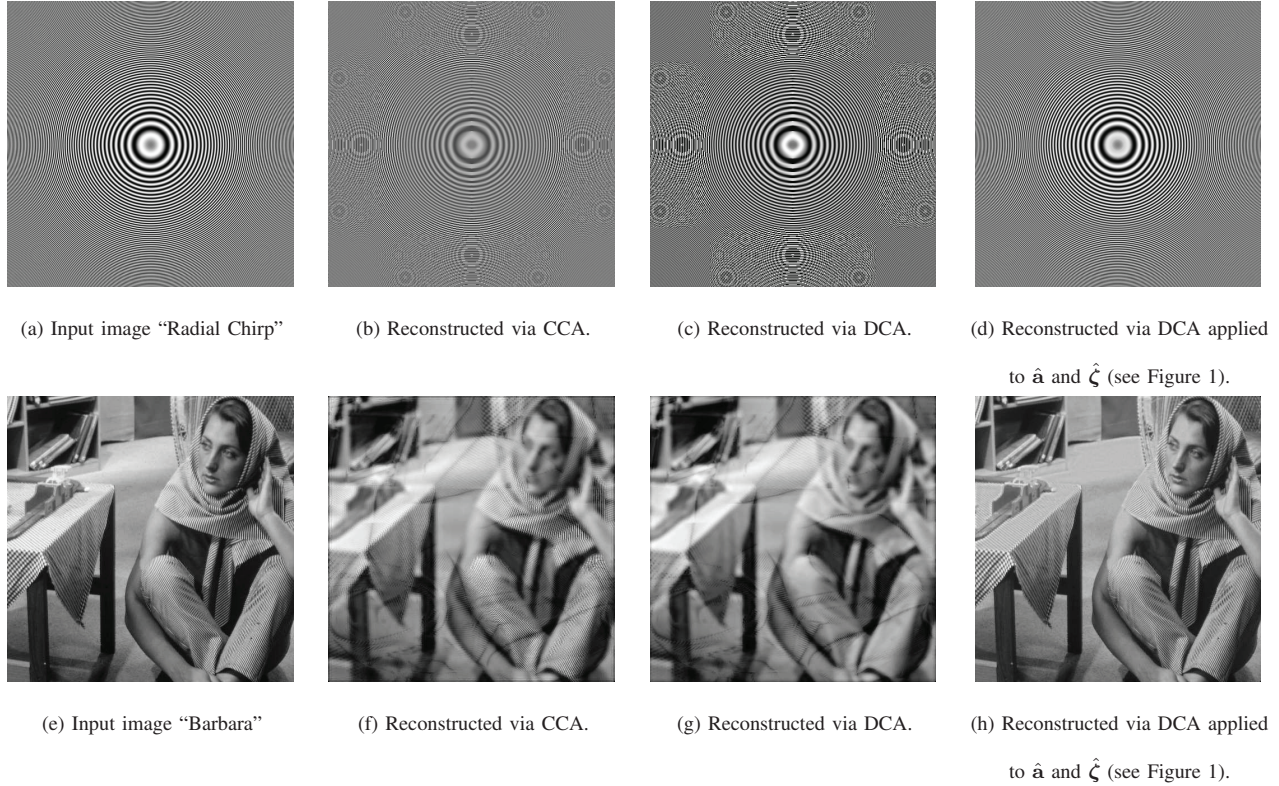 (a) Input image “Radial Chirp”
(b) Reconstructed via CCA.
(c) Reconstructed via DCA.
(d) Reconstructed via DCA applied
to â and ζ̂ (see Figure 1).
(e) Input image “Barbara”
(f) Reconstructed via CCA.
(g) Reconstructed via DCA.
(h) Reconstructed via DCA applied
to â and ζ̂ (see Figure 1).